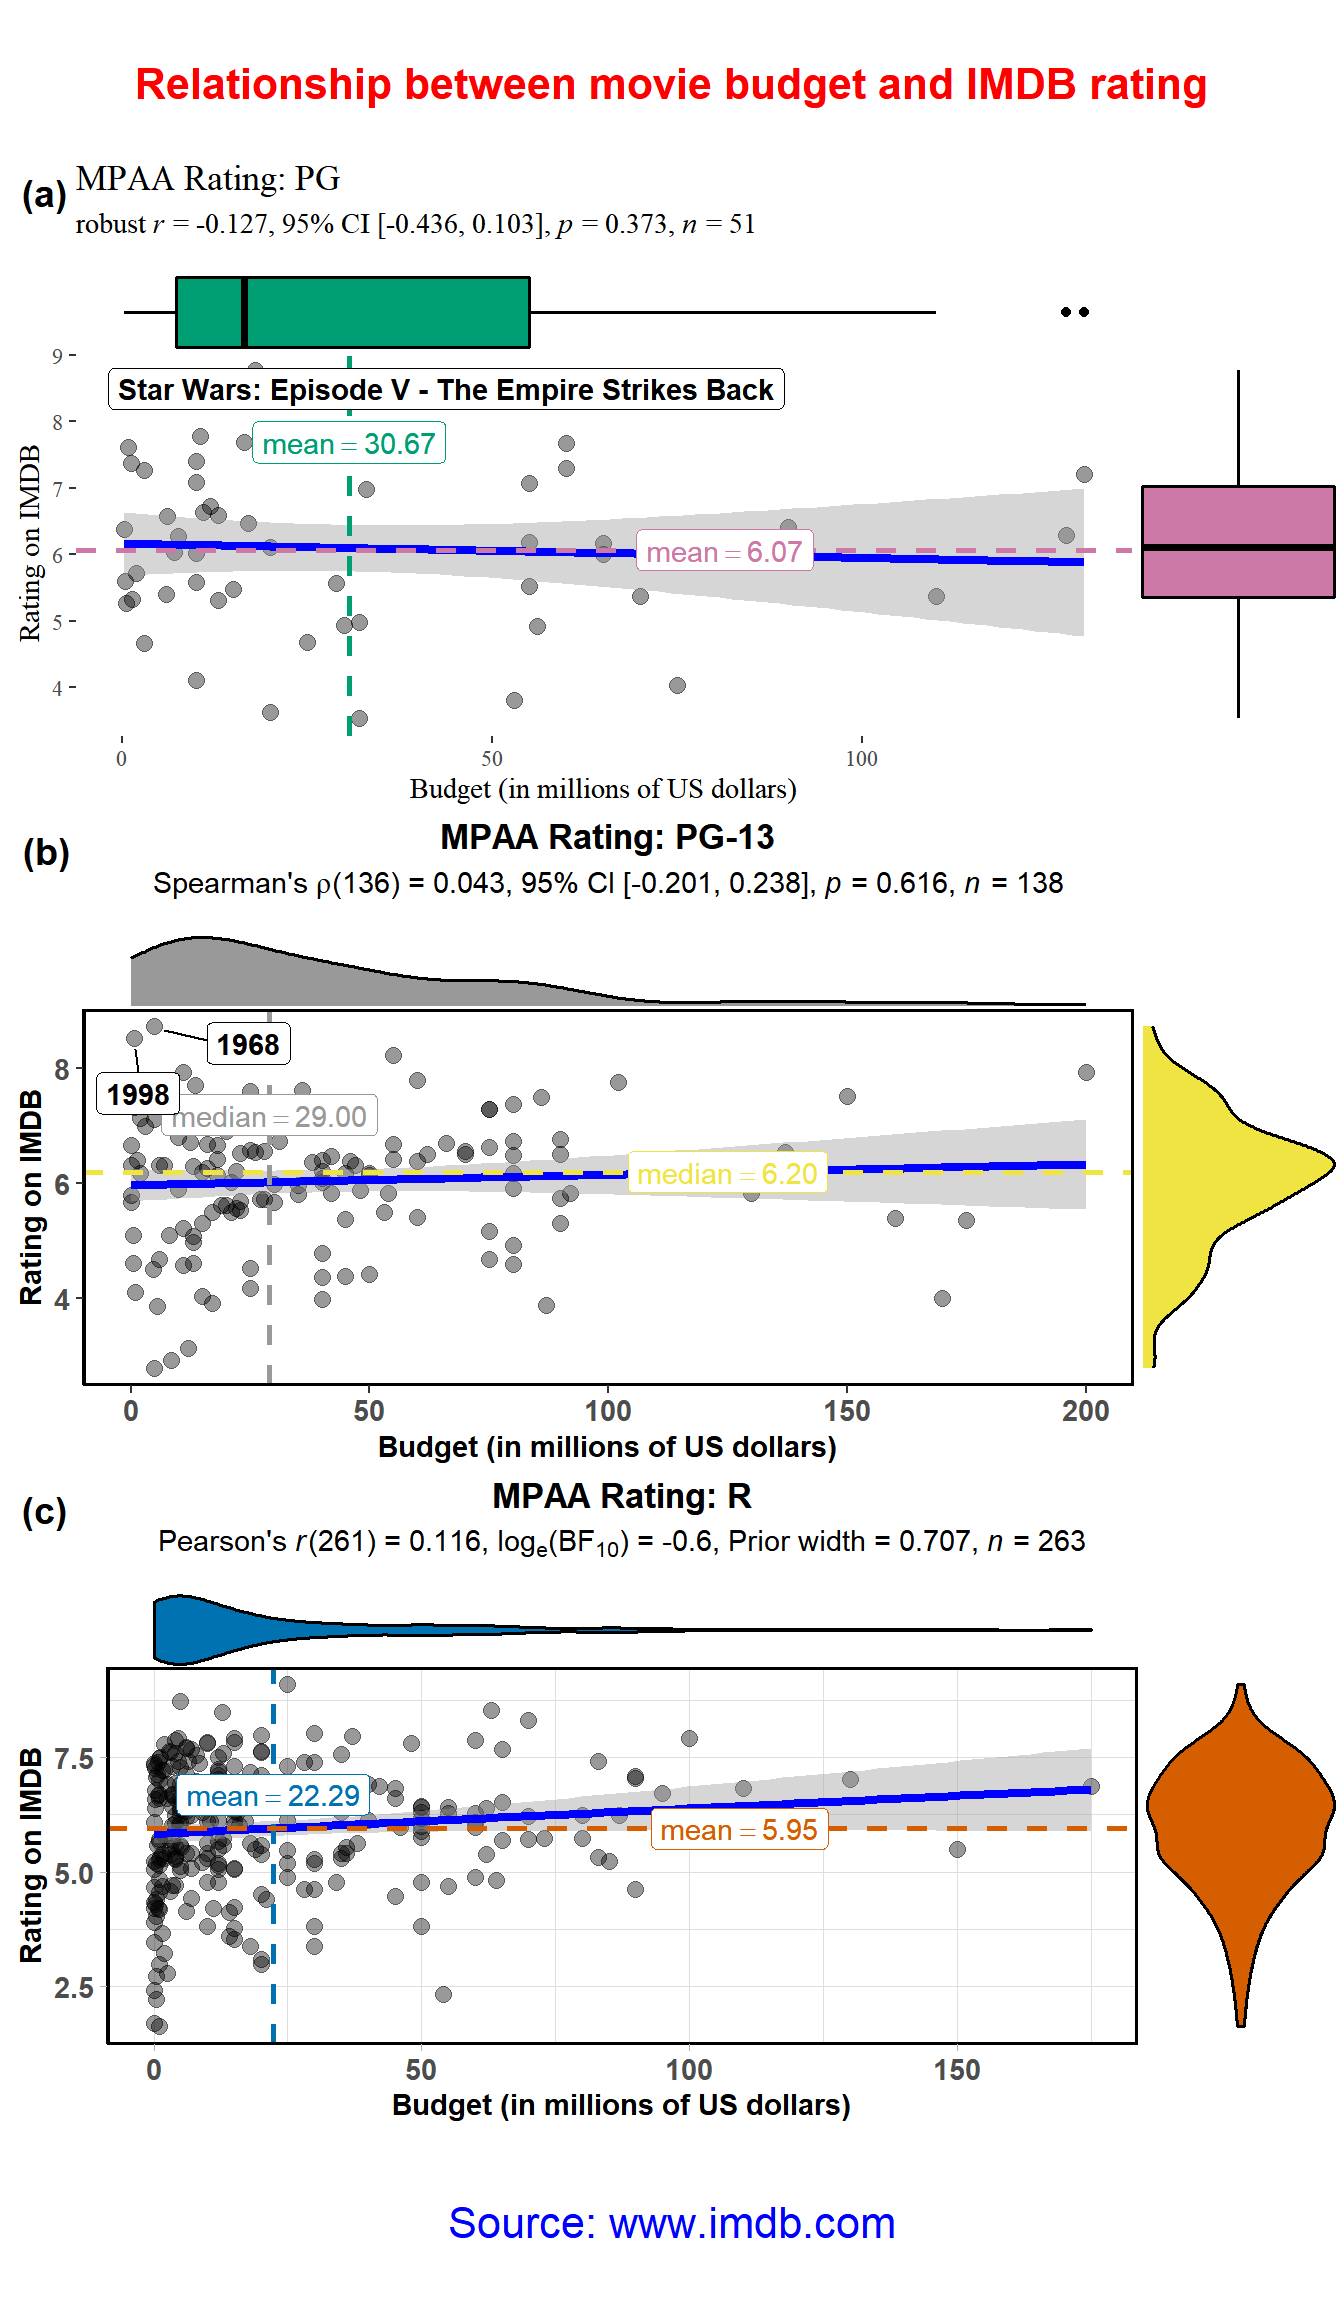 Relationship between movie budget and IMDB rating
(a) MPAA Rating: PG
robust r = -0.127, 95% CI [-0.436, 0.103], p = 0.373, n = 51
9
Star Wars: Episode V - The Empire Strikes Back
8
mean = 30.67
7
6
mean = 6.07
5
4
Rating on IMDB
0 50 100
Budget (in millions of US dollars)
(b) MPAA Rating: PG-13
Spearman's ρ(136) = 0.043, 95% CI [-0.201, 0.238], p = 0.616, n = 138
1968
8
1998
median = 29.00
6
median = 6.20
4
Rating on IMDB
0 50 100 150 200
Budget (in millions of US dollars)
(c) MPAA Rating: R
Pearson's r(261) = 0.116, logₑ(BF₁₀) = -0.6, Prior width = 0.707, n = 263
7.5
mean = 22.29
mean = 5.95
5.0
2.5
Rating on IMDB
0 50 100 150
Budget (in millions of US dollars)
Source: www.imdb.com